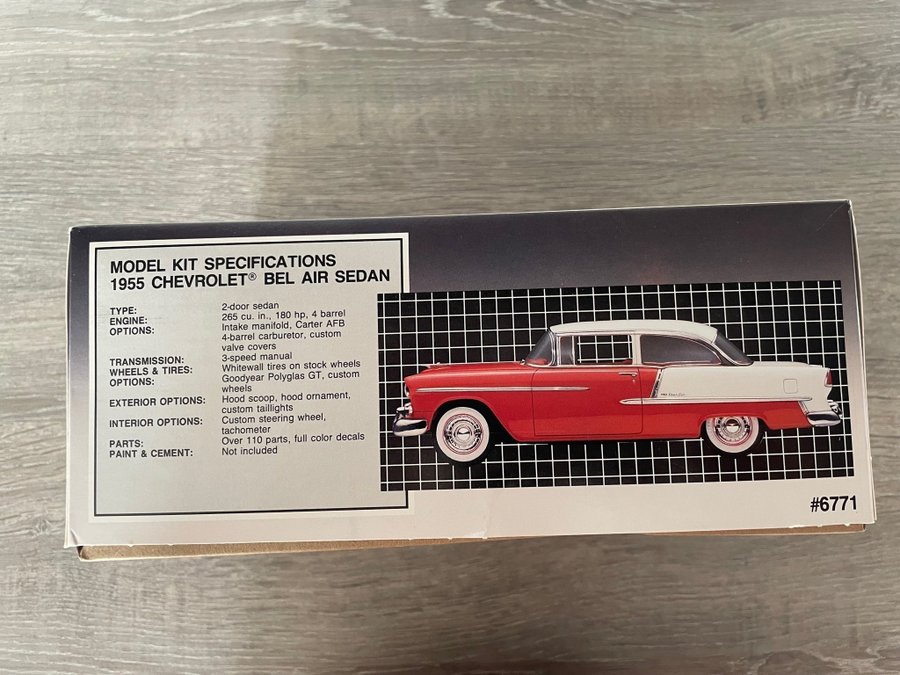 MODEL KIT SPECIFICATIONS
1955 CHEVROLET® BEL AIR SEDAN
TYPE: 2-door sedan
ENGINE: 265 cu. in., 180 hp, 4 barrel
OPTIONS: Intake manifold, Carter AFB
4-barrel carburetor, custom
valve covers
TRANSMISSION: 3-speed manual
WHEELS & TIRES: Whitewall tires on stock wheels
OPTIONS: Goodyear Polyglas GT, custom
wheels
EXTERIOR OPTIONS: Hood scoop, hood ornament,
custom taillights
INTERIOR OPTIONS: Custom steering wheel,
tachometer
PARTS: Over 110 parts, full color decals
PAINT & CEMENT: Not included
#6771